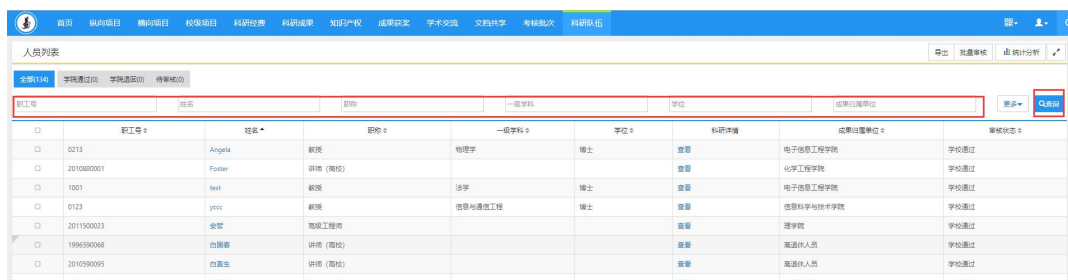 首页 纵向项目 横向项目 校级项目 科研经费 科研成果 知识产权 成果获奖 学术交流 文档共享 考核批次 科研队伍
人员列表 导出 批量审核 统计分析
全部(134) 学院通过(0) 学院退回(0) 待审核(0)
职工号 姓名 职称 一级学科 学位 成果归属单位 更多 查询
职工号 姓名 职称 一级学科 学位 科研详情 成果归属单位 审核状态
0213 Angela 教授 物理学 博士 查看 电子信息工程学院 学校通过
2010880001 Foster 讲师（高校） 查看 化学工程学院 学校通过
1001 test 教授 法学 博士 查看 电子信息工程学院 学校通过
0123 yccc 教授 信息与通信工程 博士 查看 信息科学与技术学院 学校通过
2011500023 安哲 高级工程师 查看 理学院 学校通过
1996590068 白国春 讲师（高校） 查看 离退休人员 学校通过
2010590095 白富生 讲师（高校） 查看 离退休人员 学校通过